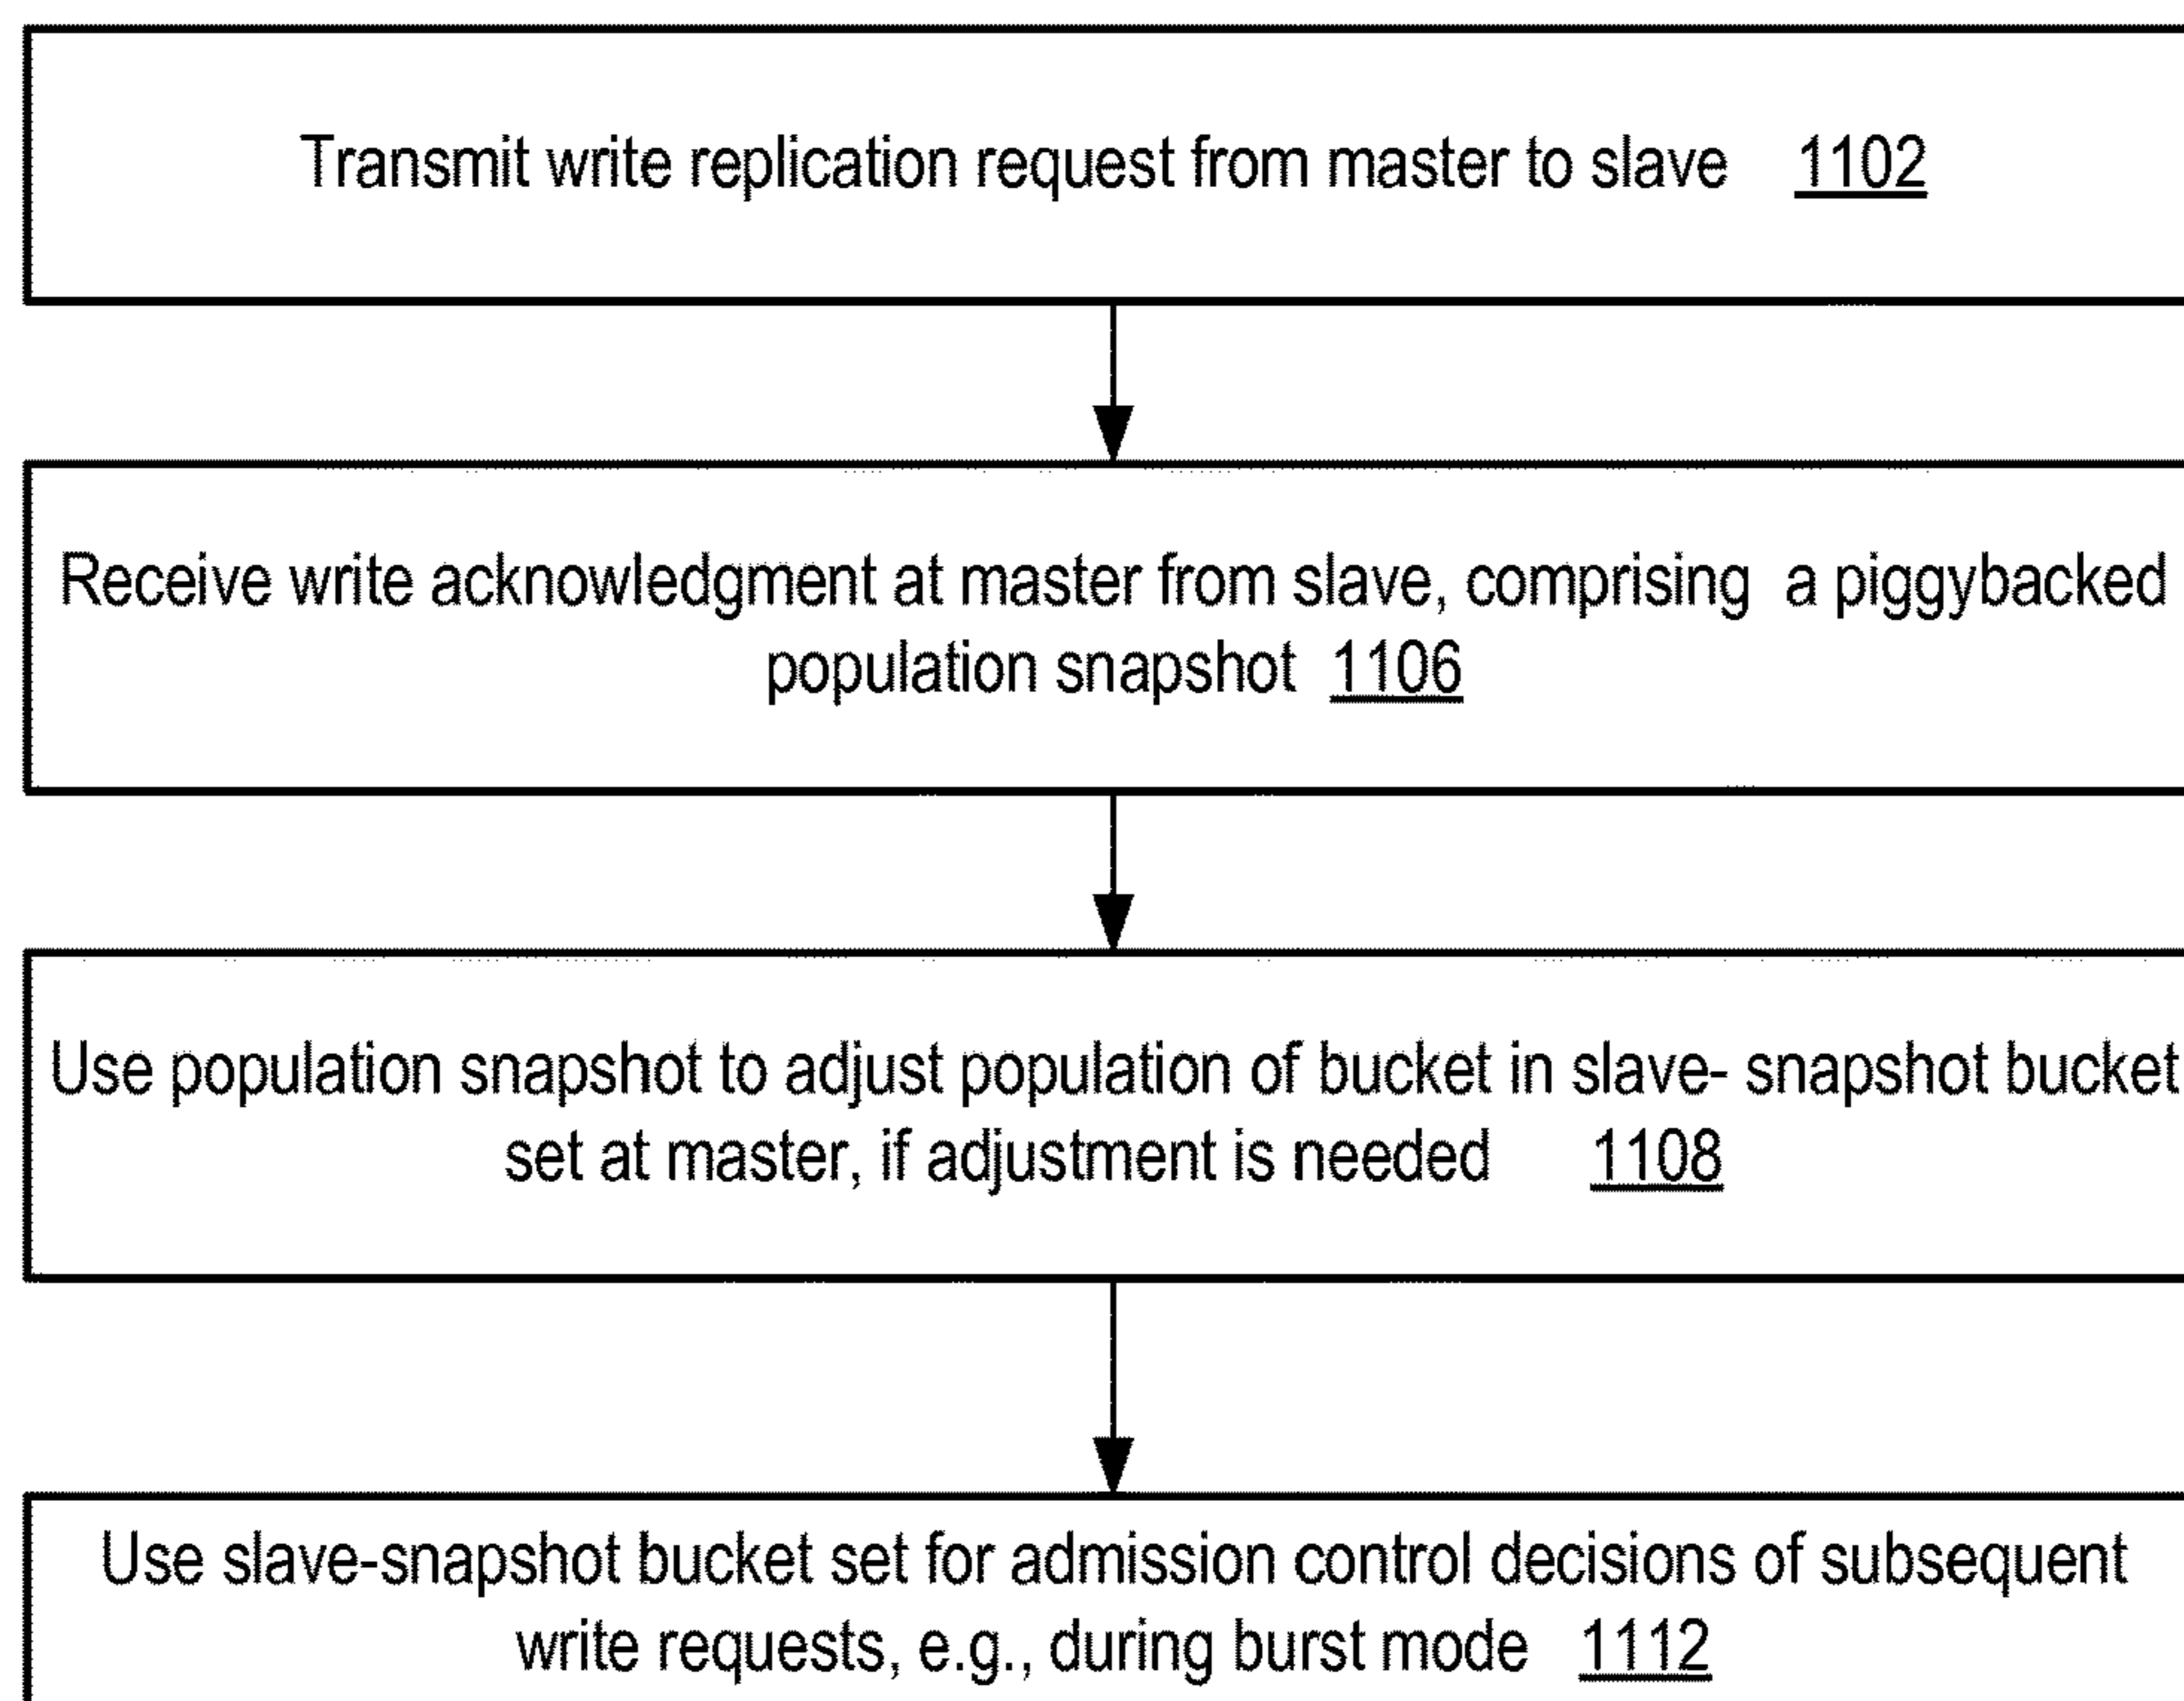 Transmit write replication request from master to slave 1102
Receive write acknowledgment at master from slave, comprising a piggybacked
population snapshot 1106
Use population snapshot to adjust population of bucket in slave- snapshot bucket
set at master, if adjustment is needed 1108
Use slave-snapshot bucket set for admission control decisions of subsequent
write requests, e.g., during burst mode 1112